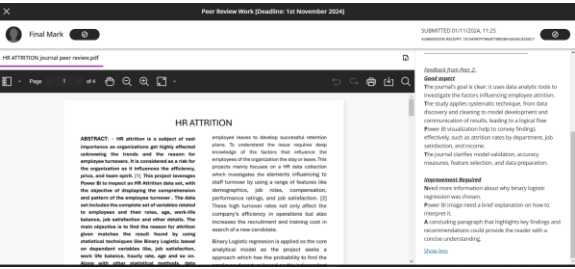 Peer Review Work [Deadline: 1st November 2024]
Final Mark
SUBMITTED 01/11/2024, 11:25
HR ATTRITION journal peer review.pdf
Page 1 of 4
HR ATTRITION
ABSTRACT: - HR attrition is a subject of vast
importance as organizations get highly effected
unknowing the trends and the reason for
employee turnovers. It is considered as a risk for
the organization as it influences the efficiency,
price, and team spirit. [1] This project leverages
Power BI to inspect an HR Attrition data set, with
the objective of displaying the comprehension
and pattern of the employee turnover . The data
set includes the complete set of variables related
to employees and their roles, age, work-life
balance, job satisfaction and other details. The
main objective is to find the reason for attrition
given matches the result found by using
statistical techniques like Binary Logistic based
on dependent variables like, job satisfaction,
work life balance, hourly rate, age and so on.
Along with other statistical methods, data
employee leaves to develop successful retention
plans. To understand the issue requires deep
knowledge of the factors that influence the
employees of the organization the stay or leave. This
projects mainly focuses on a HR data collection
which investigates the elements influencing to
staff turnover by using a range of features like
demographics, job roles, compensation,
performance ratings, and job satisfaction. [2]
These high turnover rates not only affect the
company's efficiency in operations but also
increases the recruitment and training cost in
search of a new candidate.
Binary Logistic regression is applied as the core
analytical model as the project seeks a
approach which has the probability to find the
Feedback from Peer 2:
Good aspect
The journal's goal is clear: it uses data analytic tools to
investigate the factors influencing employee attrition.
The study applies systematic technique, from data
discovery and cleaning to model development and
communication of results, leading to a logical flow
Power BI visualization help to convey findings
effectively, such as attrition rates by department, job
satisfaction, and income.
The journal clarifies model validation, accuracy
measures, feature selection, and data preparation.
Improvement Required
Need more information about why binary logistic
regression was chosen.
Power BI image need a brief explanation on how to
interpret it.
A concluding paragraph that highlights key findings and
recommendations could provide the reader with a
concise understanding.
Show less